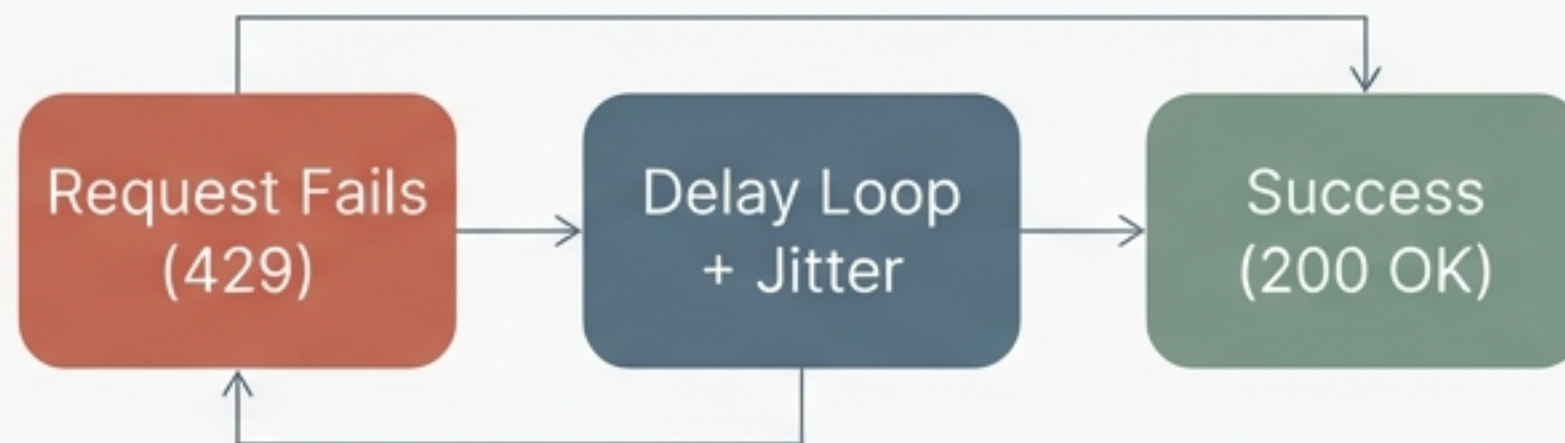 Request Fails
(429)
Delay Loop
+ Jitter
Success
(200 OK)